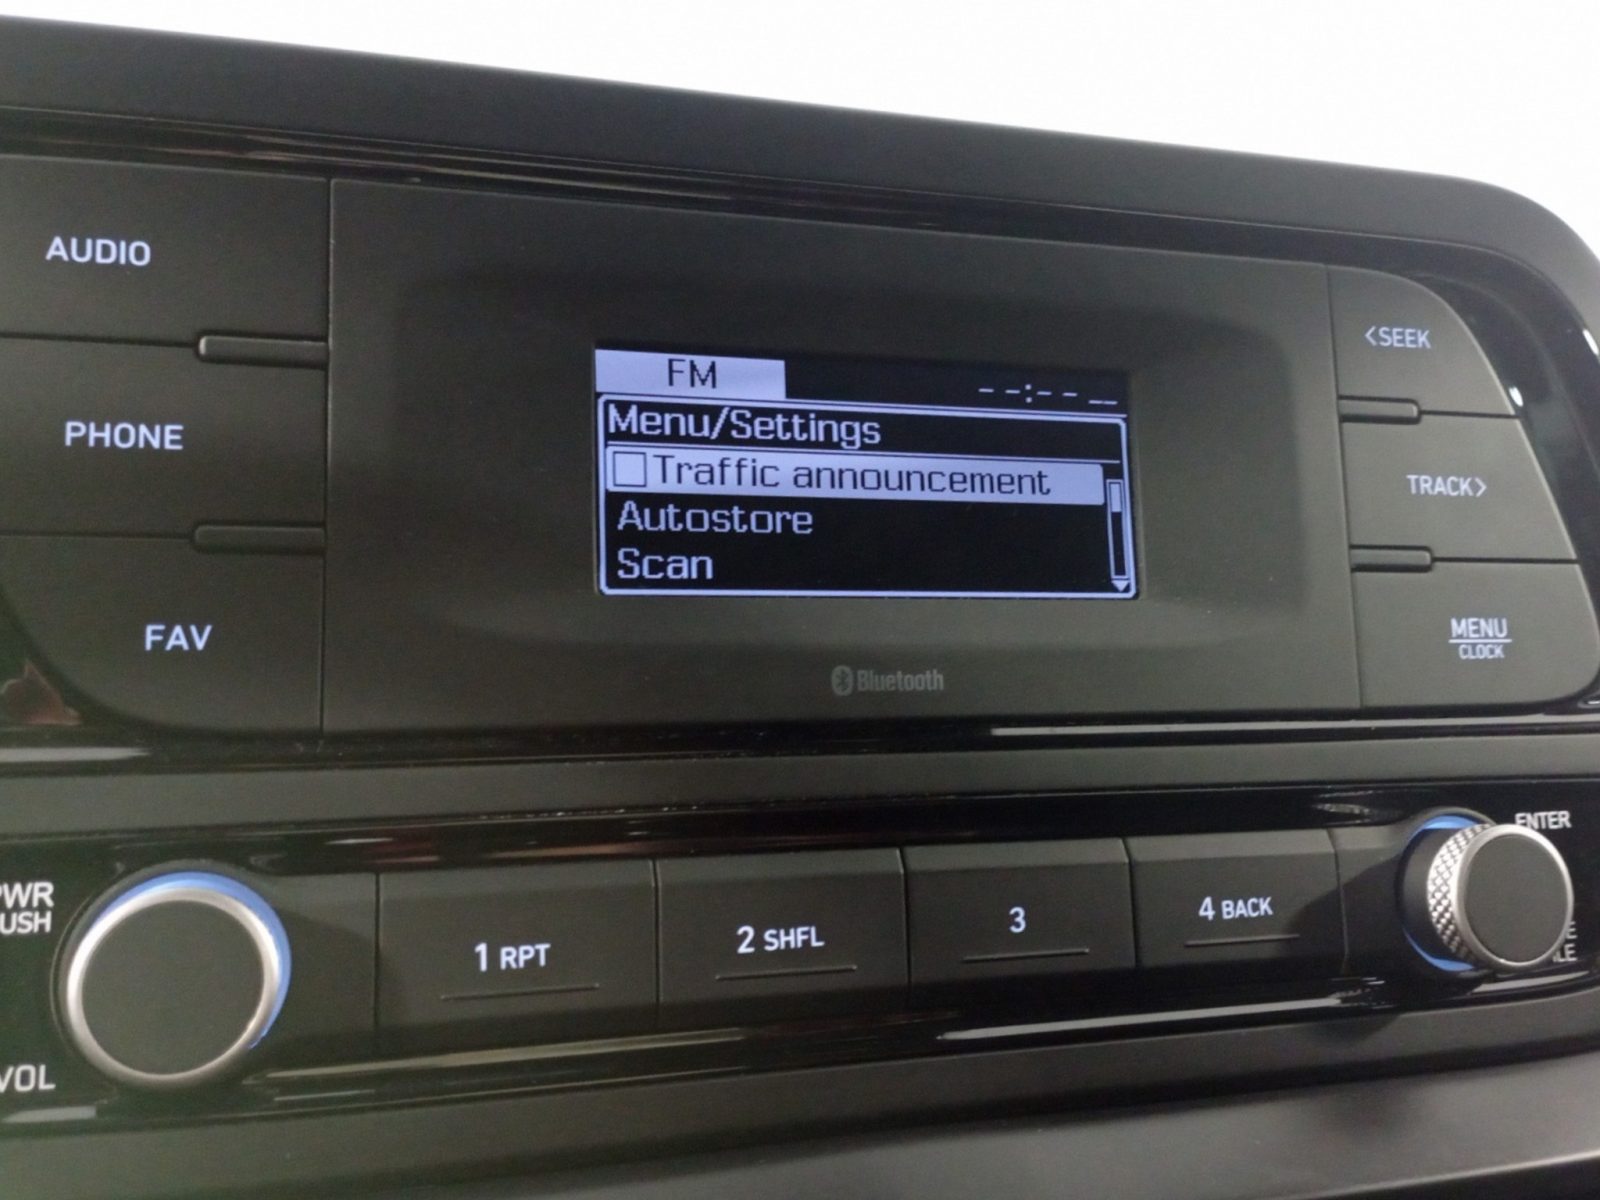 AUDIO
PHONE
FAV
FM
--:-- --
Menu/Settings
Traffic announcement
Autostore
Scan
Bluetooth
<SEEK
TRACK>
MENU
CLOCK
PWR
VOL
1 RPT
2 SHFL
3
4 BACK
ENTER